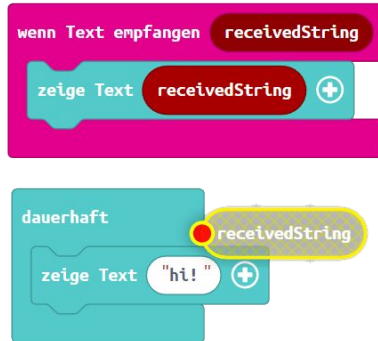 wenn Text empfangen receivedString
zeige Text receivedString
dauerhaft
receivedString
zeige Text "hi!"